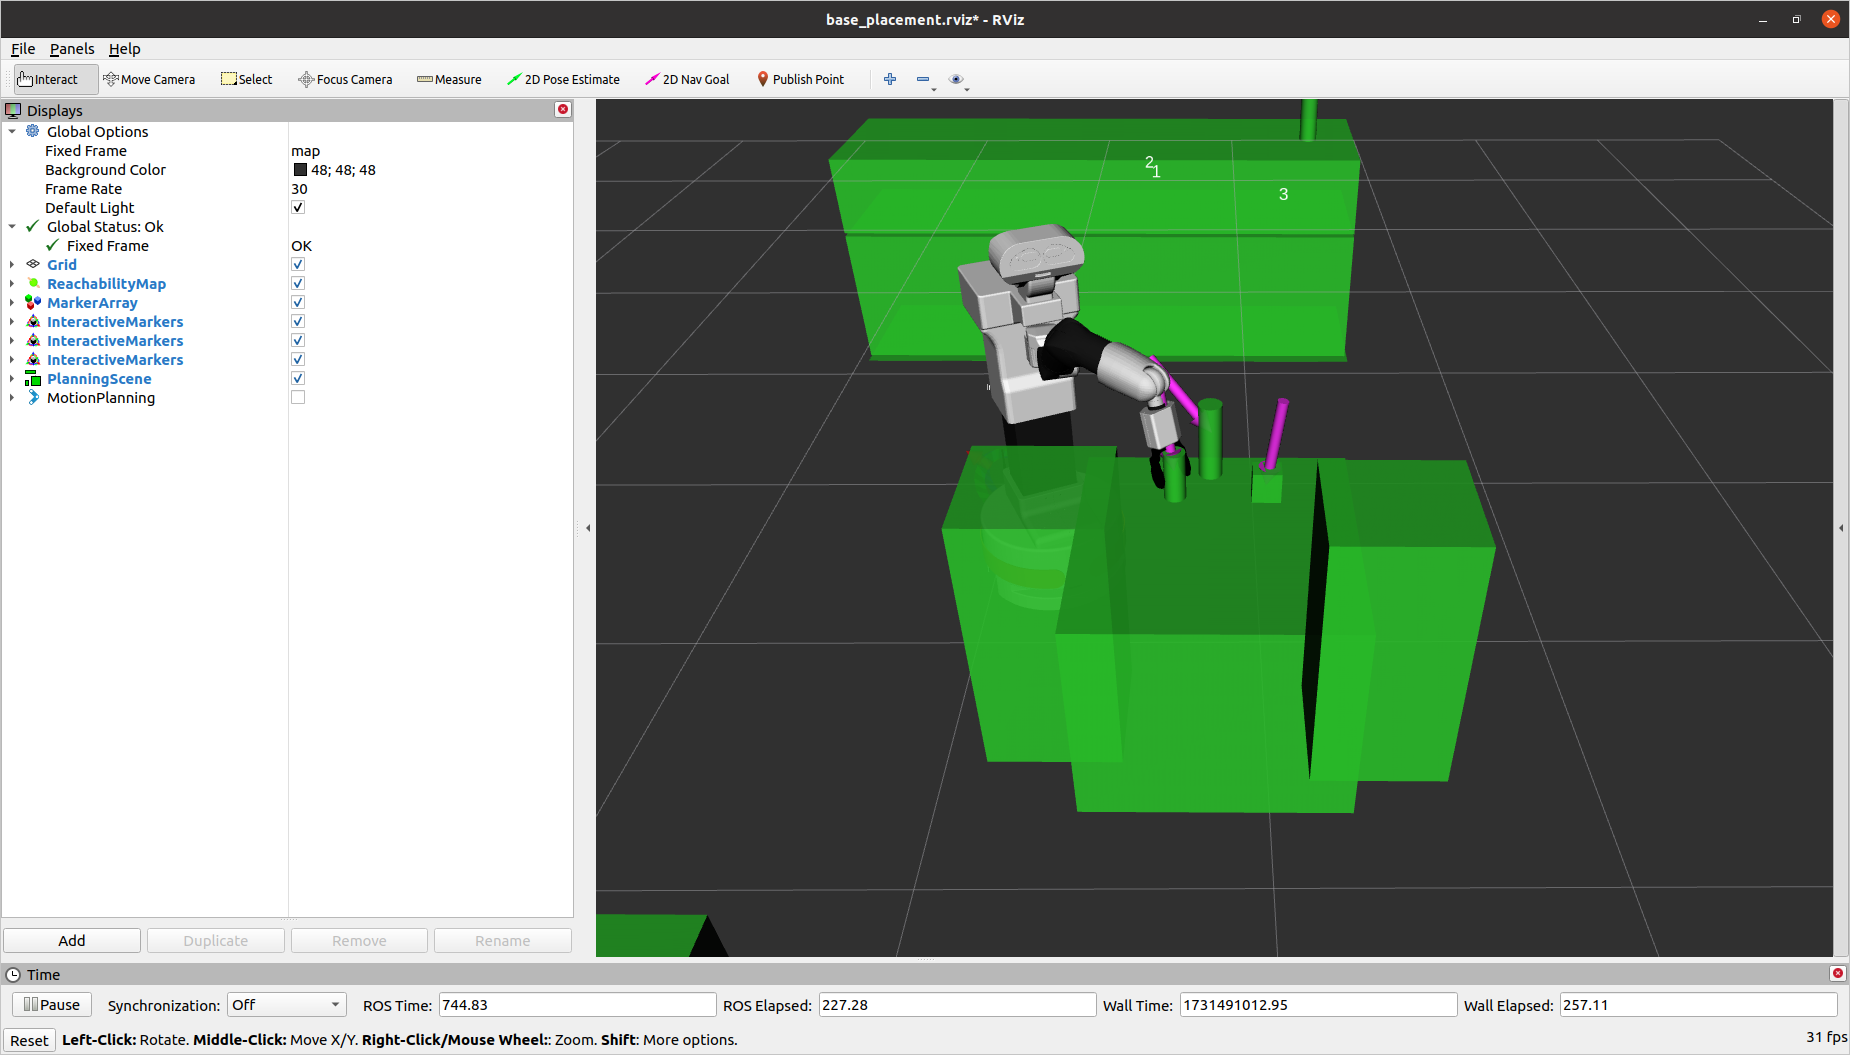 base_placement.rviz* - RViz
File Panels Help
Interact Move Camera Select Focus Camera Measure 2D Pose Estimate 2D Nav Goal Publish Point
Displays
Global Options
Fixed Frame map
Background Color 48; 48; 48
Frame Rate 30
Default Light
Global Status: Ok
Fixed Frame OK
Grid
ReachabilityMap
MarkerArray
InteractiveMarkers
InteractiveMarkers
InteractiveMarkers
PlanningScene
MotionPlanning
2
1
3
Add Duplicate Remove Rename
Time
Pause Synchronization: Off ROS Time: 744.83 ROS Elapsed: 227.28 Wall Time: 1731491012.95 Wall Elapsed: 257.11
Reset Left-Click: Rotate. Middle-Click: Move X/Y. Right-Click/Mouse Wheel:: Zoom. Shift: More options. 31 fps